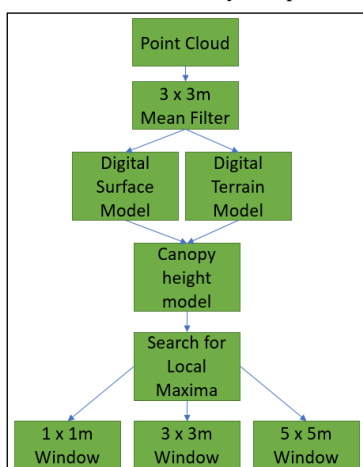 Point Cloud
3 x 3m
Mean Filter
Digital
Surface
Model
Digital
Terrain
Model
Canopy
height
model
Search for
Local
Maxima
1 x 1m
Window
3 x 3m
Window
5 x 5m
Window